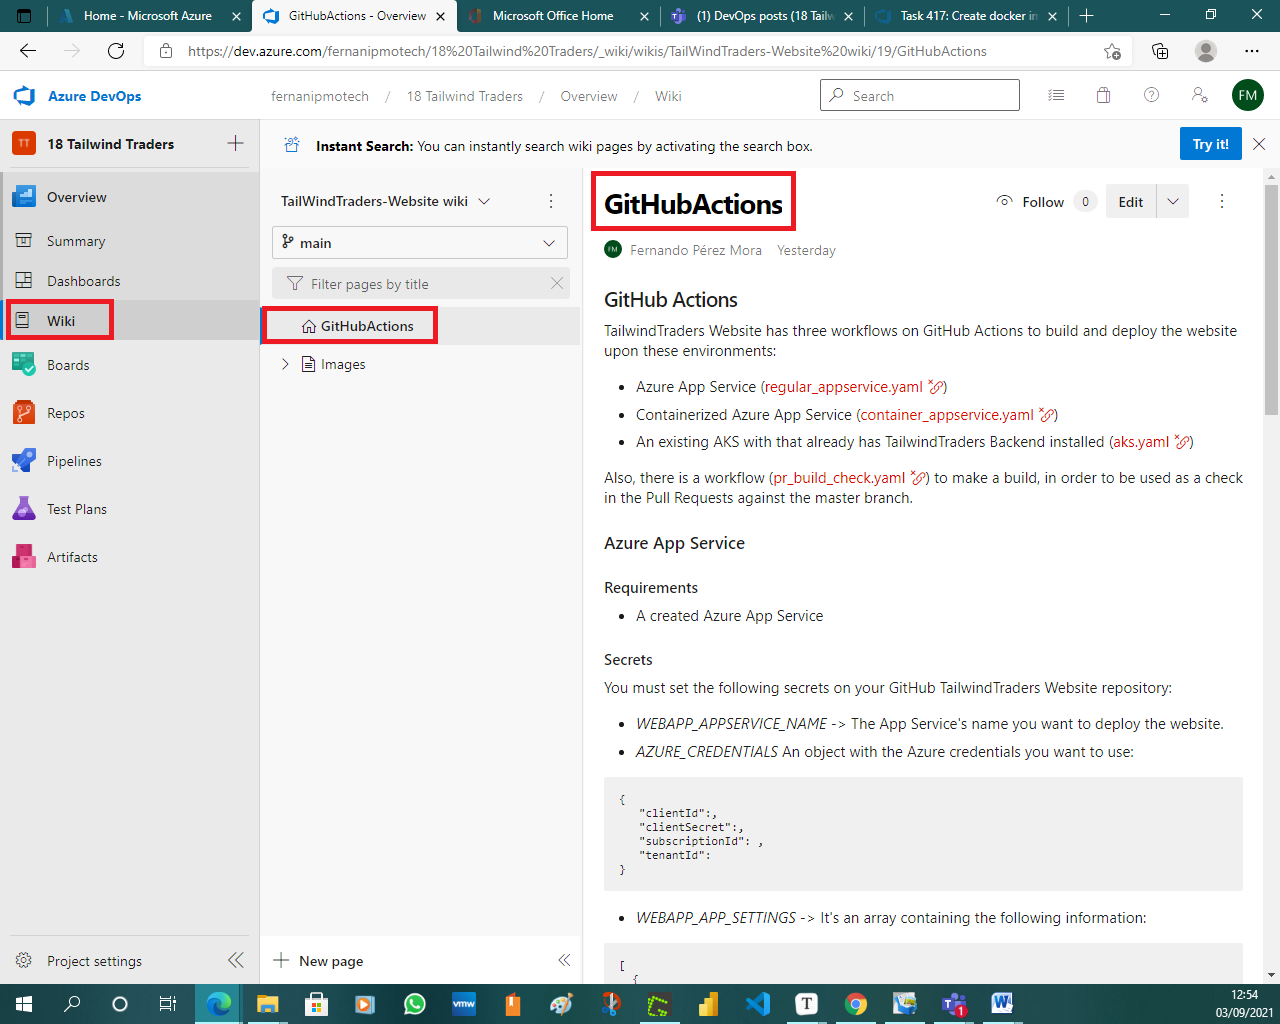 Home - Microsoft Azure
GitHubActions - Overview
Microsoft Office Home
(1) DevOps posts (18 Tailw
Task 417: Create docker im
https://dev.azure.com/fernanipmotech/18%20Tailwind%20Traders/_wiki/wikis/TailWindTraders-Website%20wiki/19/GitHubActions
Azure DevOps
fernanipmotech / 18 Tailwind Traders / Overview / Wiki
Search
FM
TT 18 Tailwind Traders
Overview
Summary
Dashboards
Wiki
Boards
Repos
Pipelines
Test Plans
Artifacts
Project settings
Instant Search: You can instantly search wiki pages by activating the search box.
Try it!
TailWindTraders-Website wiki
main
Filter pages by title
GitHubActions
Images
New page
GitHubActions
Follow 0
Edit
FM Fernando Pérez Mora Yesterday
GitHub Actions
TailwindTraders Website has three workflows on GitHub Actions to build and deploy the website
upon these environments:
• Azure App Service (regular_appservice.yaml)
• Containerized Azure App Service (container_appservice.yaml)
• An existing AKS with that already has TailwindTraders Backend installed (aks.yaml)
Also, there is a workflow (pr_build_check.yaml) to make a build, in order to be used as a check
in the Pull Requests against the master branch.
Azure App Service
Requirements
• A created Azure App Service
Secrets
You must set the following secrets on your GitHub TailwindTraders Website repository:
• WEBAPP_APPSERVICE_NAME -> The App Service's name you want to deploy the website.
• AZURE_CREDENTIALS An object with the Azure credentials you want to use:
{
"clientId":,
"clientSecret":,
"subscriptionId": ,
"tenantId":
}
• WEBAPP_APP_SETTINGS -> It's an array containing the following information:
[
{
vmw
T
1
12:54
03/09/2021